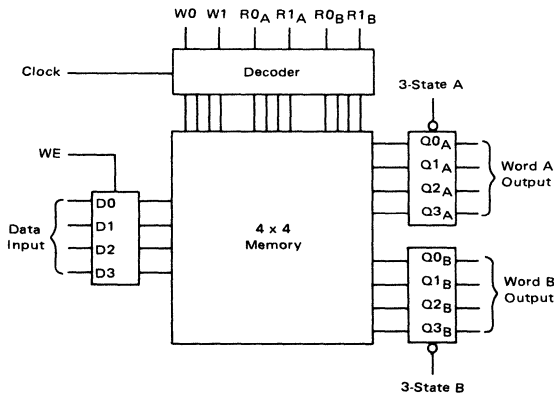 W0 W1 R0A R1A R0B R1B
Clock
Decoder
3-State A
WE
D0
D1
D2
D3
Data
Input
4 x 4
Memory
Q0A
Q1A
Q2A
Q3A
Word A
Output
Q0B
Q1B
Q2B
Q3B
Word B
Output
3-State B